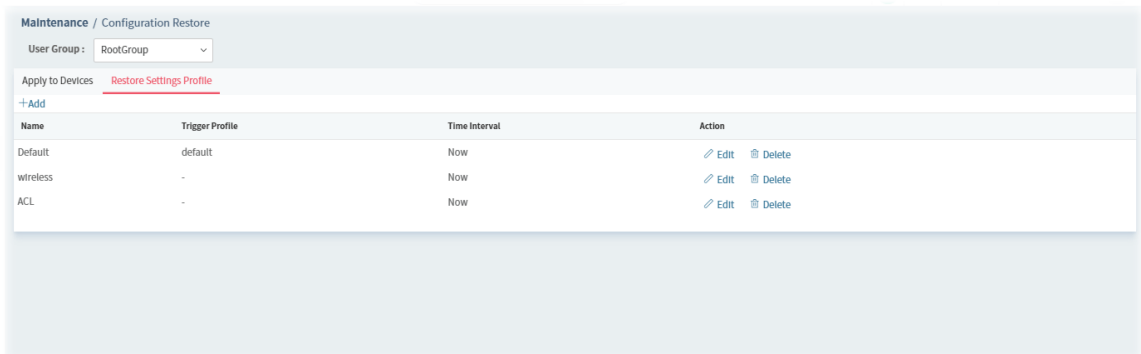 Maintenance / Configuration Restore
User Group : RootGroup
Apply to Devices Restore Settings Profile
+Add
Name Trigger Profile Time Interval Action
Default default Now Edit Delete
wireless - Now Edit Delete
ACL - Now Edit Delete